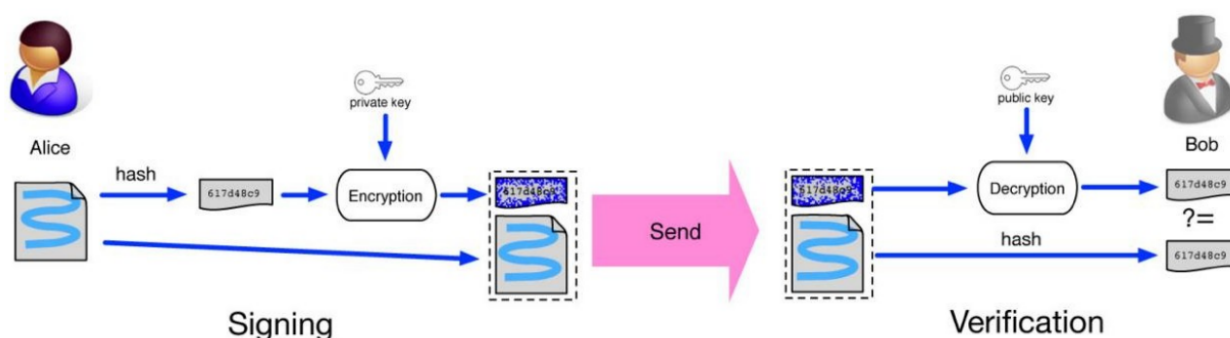 Alice
hash
617d48c9
private key
Encryption
617d48c9
Signing
Send
617d48c9
public key
Decryption
Bob
617d48c9
?=
hash
617d48c9
Verification